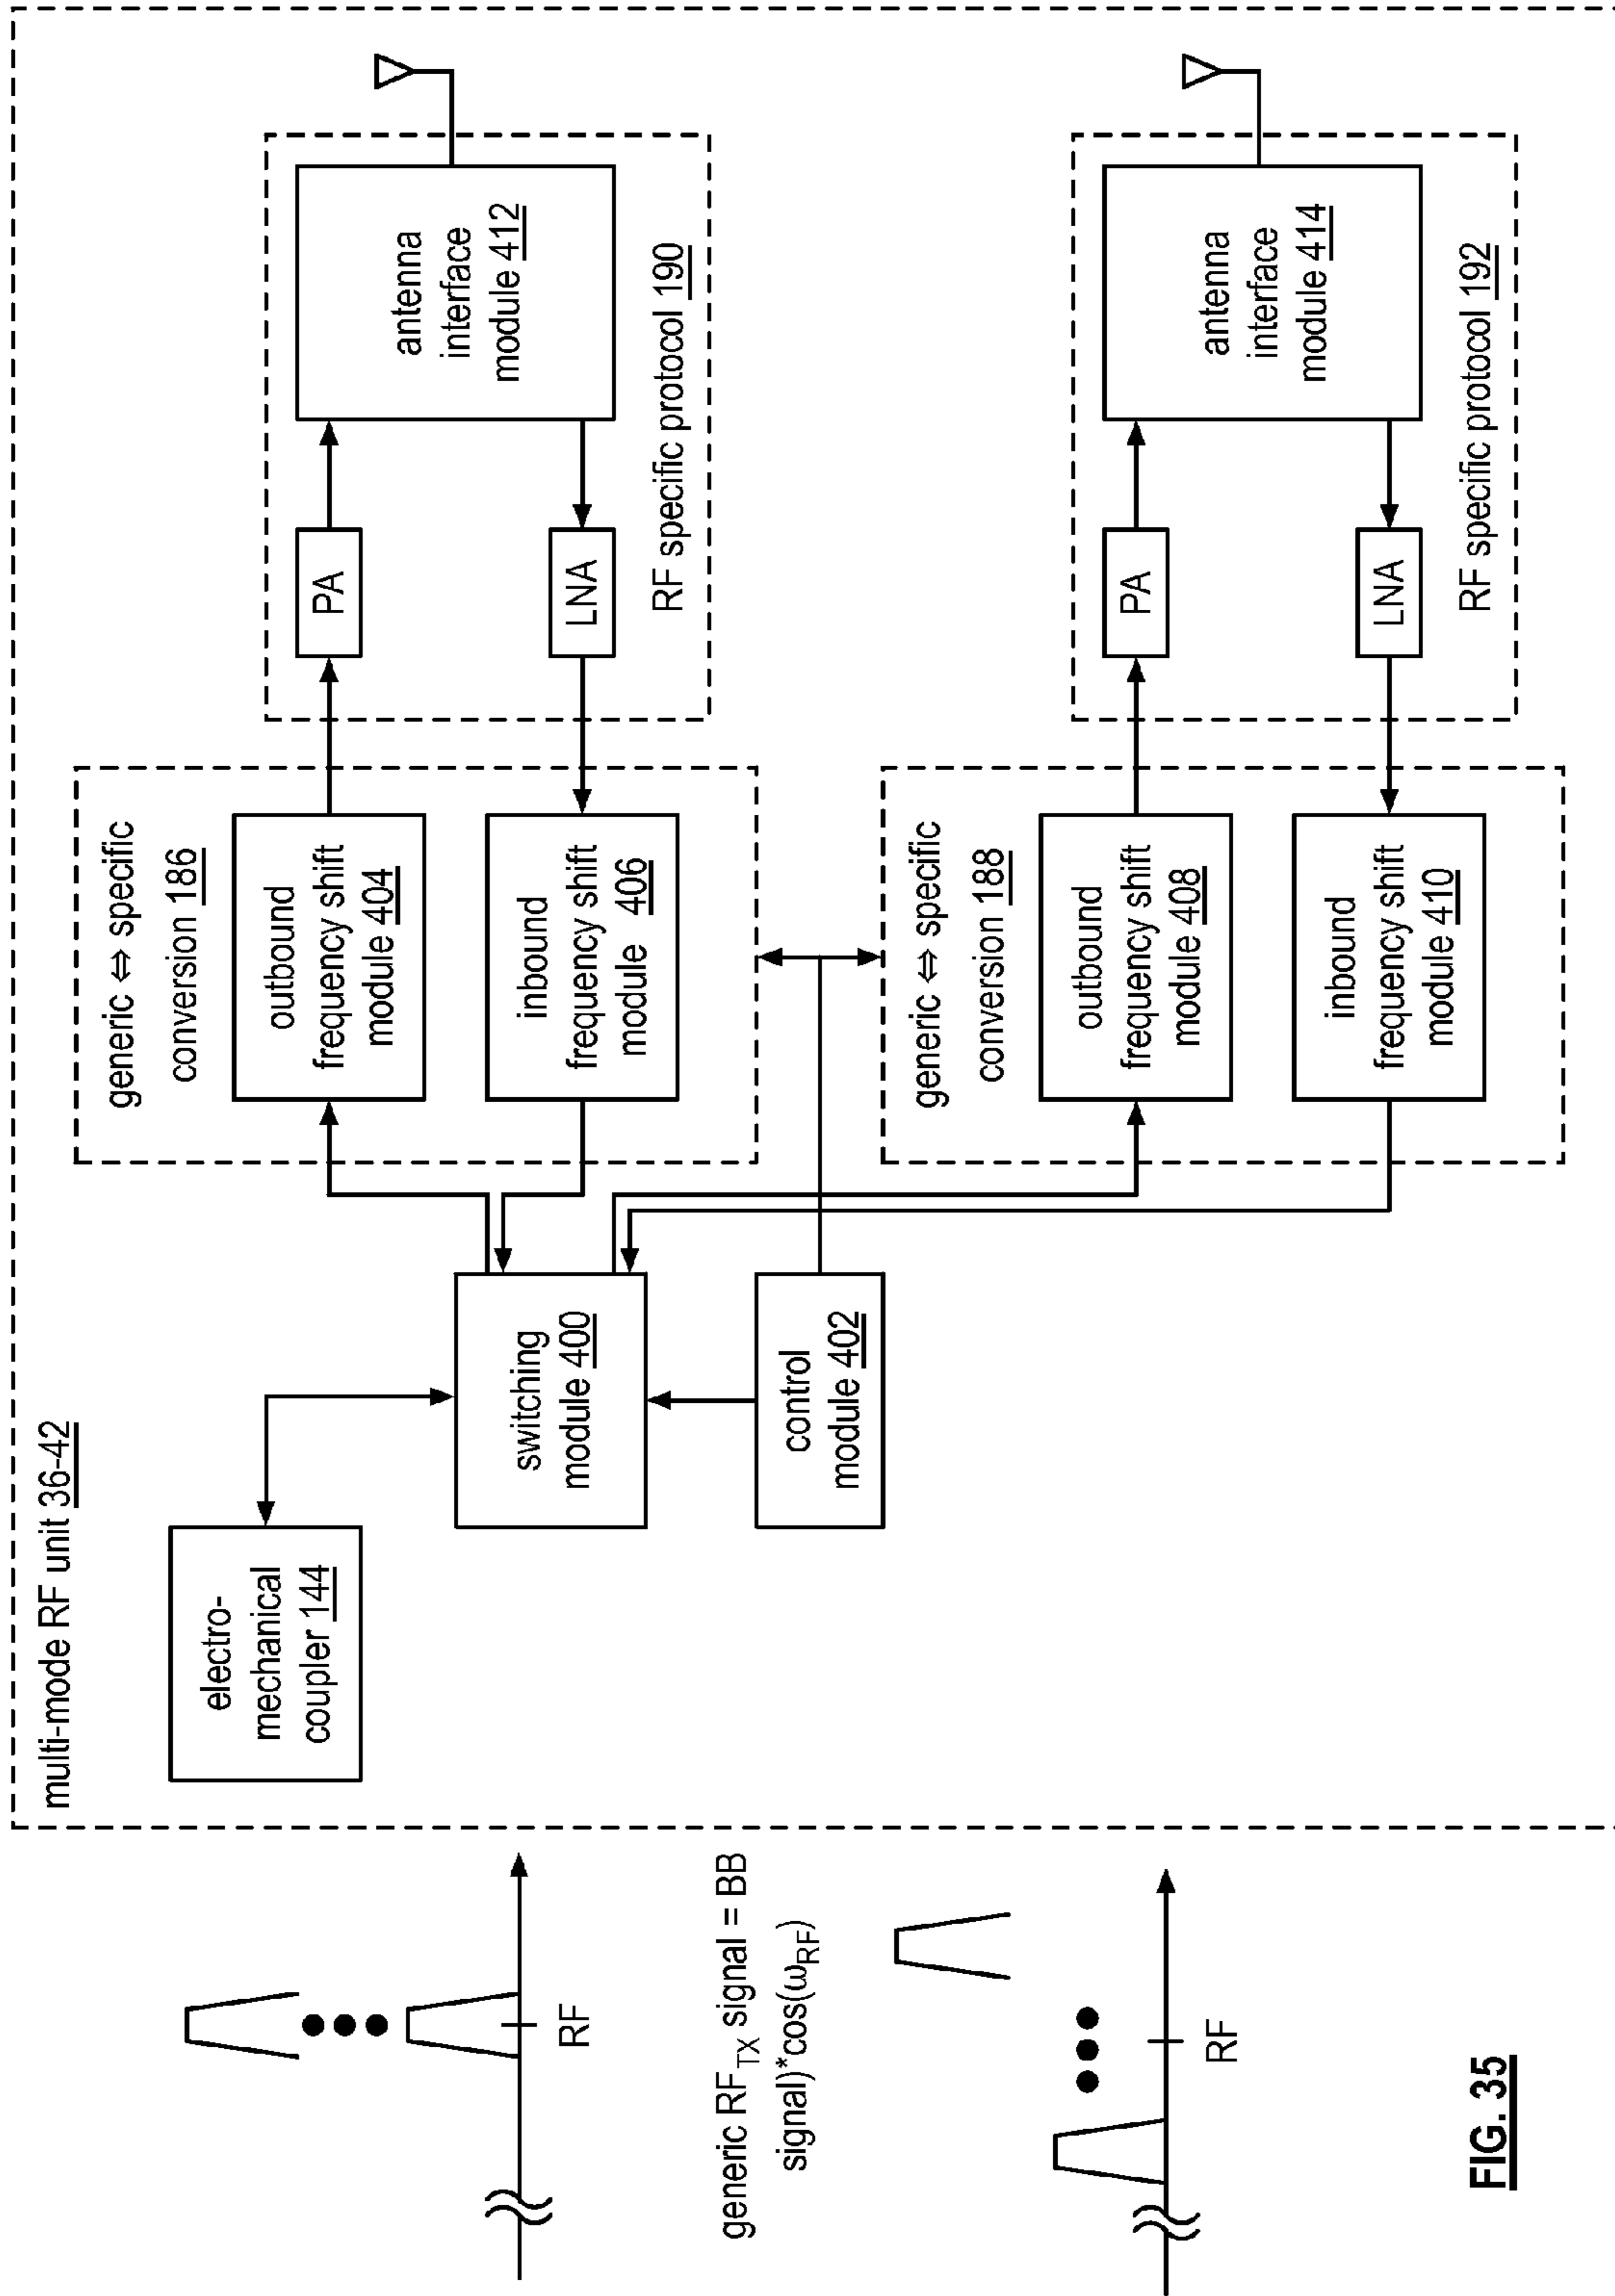 multi-mode RF unit 36-42
electro-
mechanical
coupler 144
switching
module 400
control
module 402
generic ⇔ specific
conversion 186
outbound
frequency shift
module 404
inbound
frequency shift
module 406
PA
LNA
antenna
interface
module 412
RF specific protocol 190
generic ⇔ specific
conversion 188
outbound
frequency shift
module 408
inbound
frequency shift
module 410
PA
LNA
antenna
interface
module 414
RF specific protocol 192
RF
generic RF_TX signal = BB
signal)*cos(ω_RF)
RF
FIG. 35